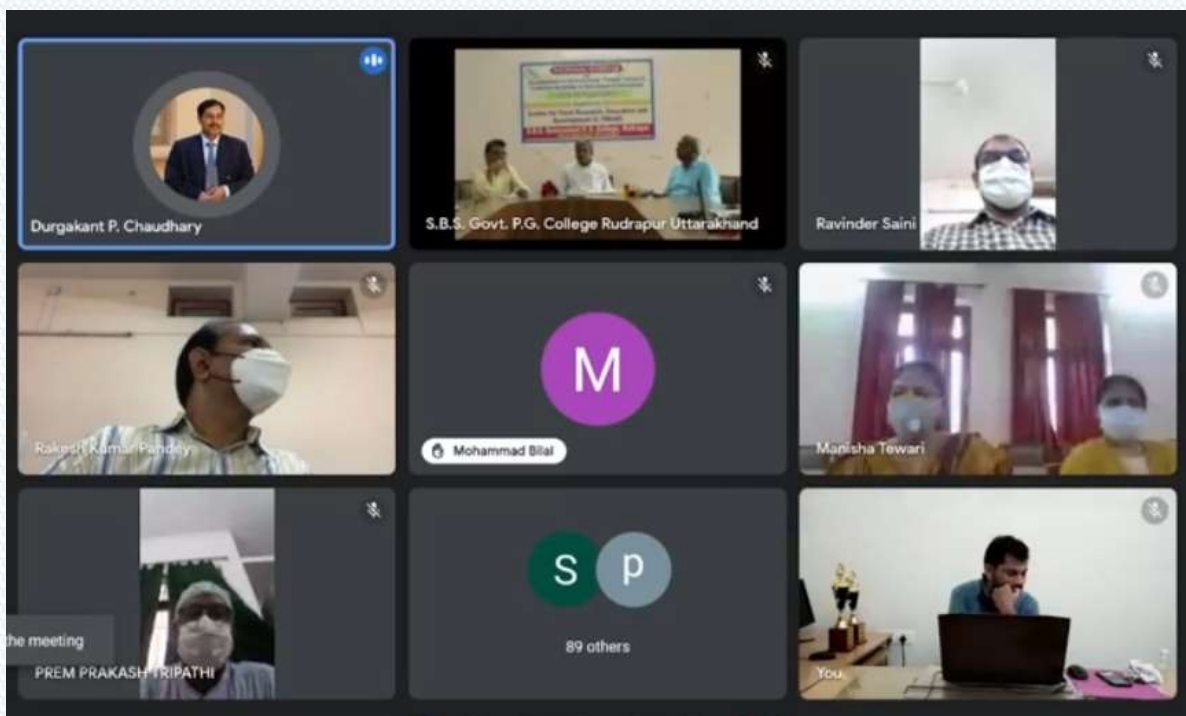 Durgakant P. Chaudhary
S.B.S. Govt. P.G. College Rudrapur Uttarakhand
Ravinder Saini
Rakesh Kumar Pandey
M
Mohammad Bilal
Manisha Tewari
the meeting
PREM PRAKASH TRIPATHI
S p
89 others
You